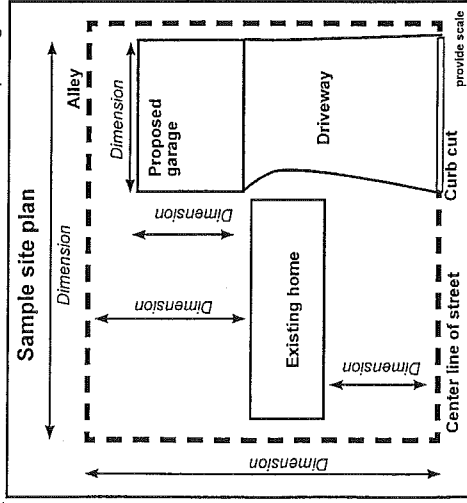 Sample site plan
Dimension
Alley
Dimension
Proposed
garage
Dimension
Dimension
Driveway
Existing home
Dimension
Dimension
Center line of street
Curb cut
provide scale